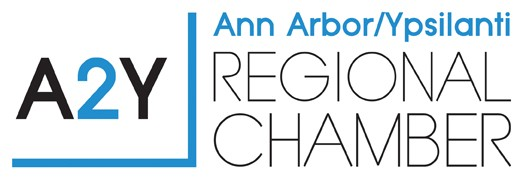 A2Y
Ann Arbor/Ypsilanti
REGIONAL
CHAMBER